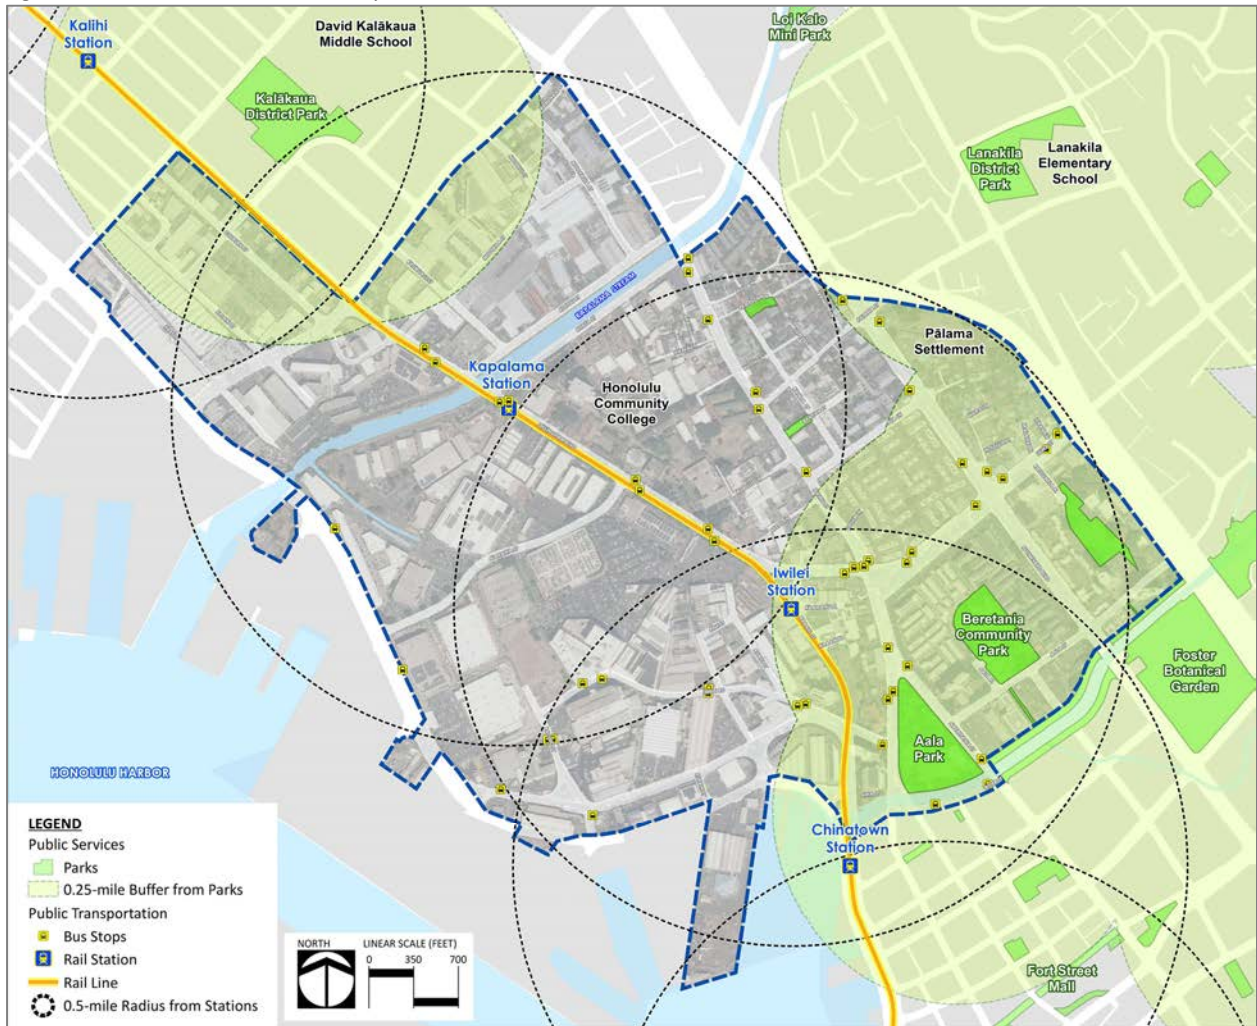 Kalihi
Station
David Kalākaua
Middle School
Loi Kalo
Mini Park
Kalākaua
District Park
Lanakila
District
Park
Lanakila
Elementary
School
KAPALAMA STREAM
Pālama
Settlement
Kapalama
Station
Honolulu
Community
College
Iwilei
Station
Beretania
Community
Park
Foster
Botanical
Garden
Aala
Park
HONOLULU HARBOR
Chinatown
Station
Fort Street
Mall
LEGEND
Public Services
Parks
0.25-mile Buffer from Parks
Public Transportation
Bus Stops
Rail Station
Rail Line
0.5-mile Radius from Stations
NORTH
LINEAR SCALE (FEET)
0 350 700